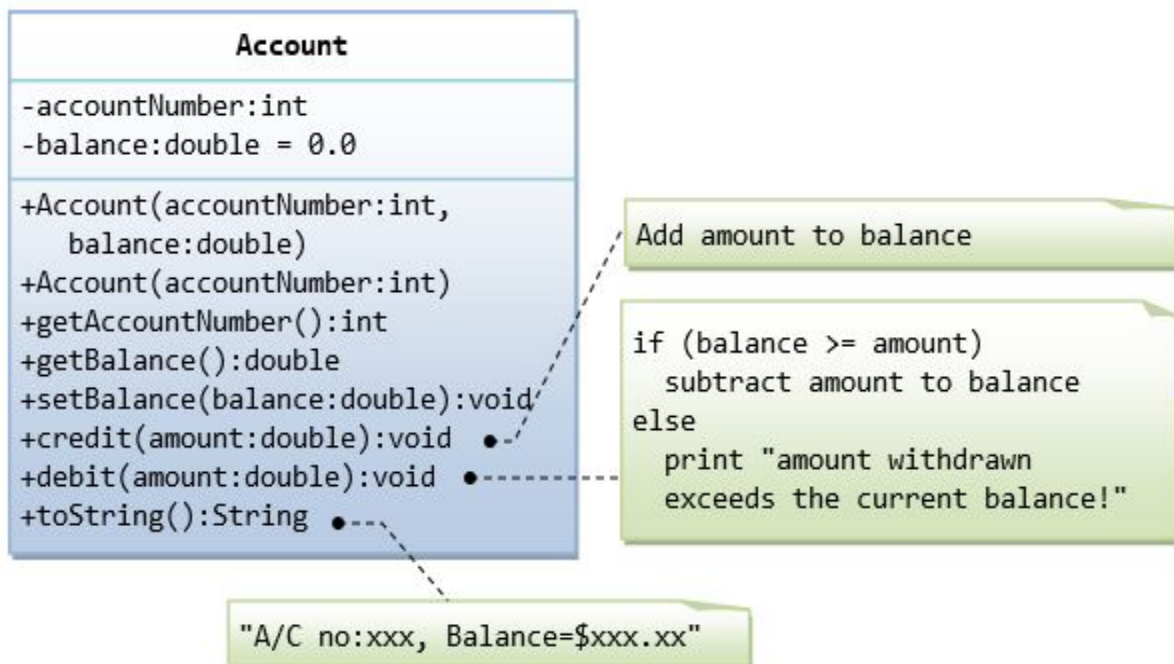 Account
-accountNumber:int
-balance:double = 0.0
+Account(accountNumber:int,
balance:double)
+Account(accountNumber:int)
+getAccountNumber():int
+getBalance():double
+setBalance(balance:double):void
+credit(amount:double):void
+debit(amount:double):void
+toString():String
Add amount to balance
if (balance >= amount)
subtract amount to balance
else
print "amount withdrawn
exceeds the current balance!"
"A/C no:xxx, Balance=$xxx.xx"